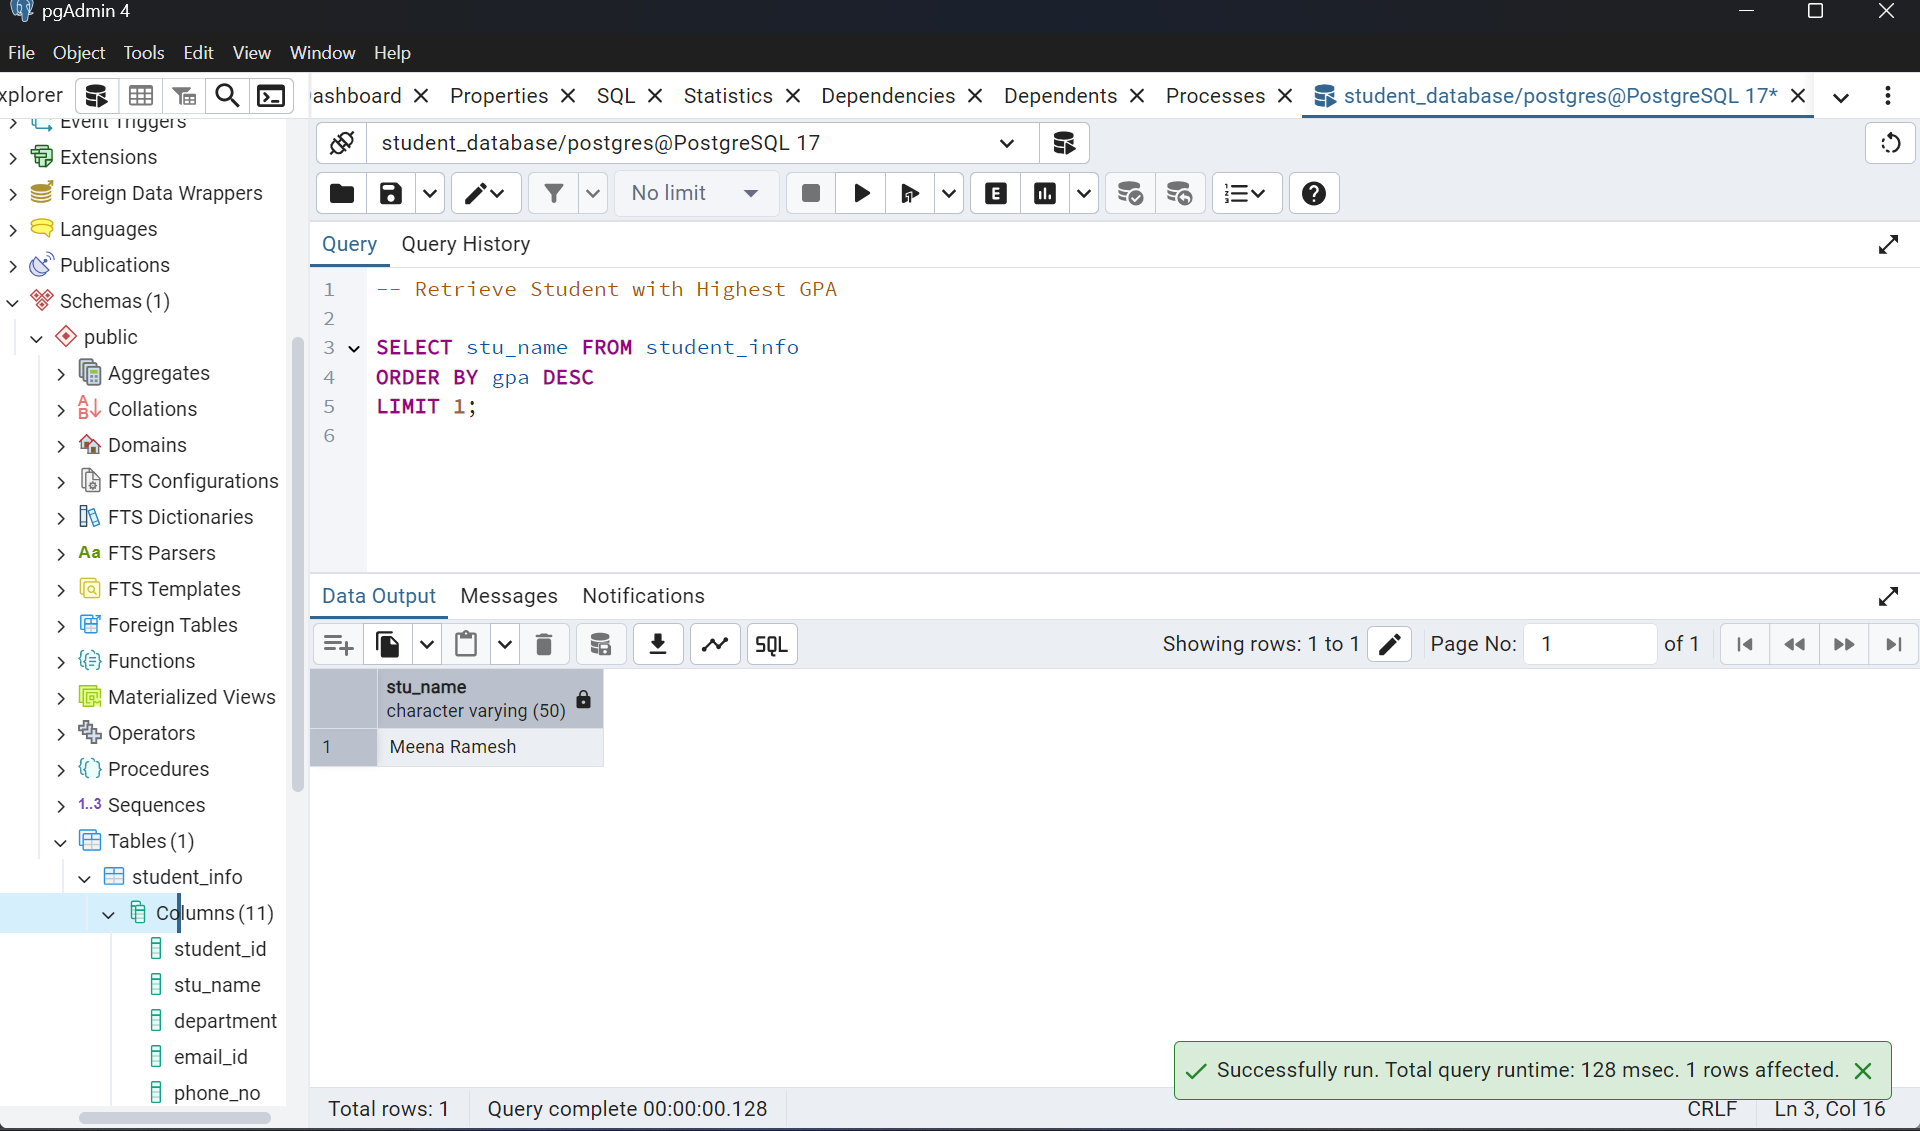 pgAdmin 4
File Object Tools Edit View Window Help
xplorer
ashboard Properties SQL Statistics Dependencies Dependents Processes student_database/postgres@PostgreSQL 17*
Event Triggers
Extensions
Foreign Data Wrappers
Languages
Publications
Schemas (1)
public
Aggregates
Collations
Domains
FTS Configurations
FTS Dictionaries
Aa FTS Parsers
FTS Templates
Foreign Tables
Functions
Materialized Views
Operators
Procedures
1..3 Sequences
Tables (1)
student_info
Columns (11)
student_id
stu_name
department
email_id
phone_no
student_database/postgres@PostgreSQL 17
No limit
E
Query Query History
1 -- Retrieve Student with Highest GPA
2
3 SELECT stu_name FROM student_info
4 ORDER BY gpa DESC
5 LIMIT 1;
6
Data Output Messages Notifications
SQL Showing rows: 1 to 1 Page No: 1 of 1
stu_name
character varying (50)
1 Meena Ramesh
Successfully run. Total query runtime: 128 msec. 1 rows affected.
Total rows: 1 Query complete 00:00:00.128 CRLF Ln 3, Col 16